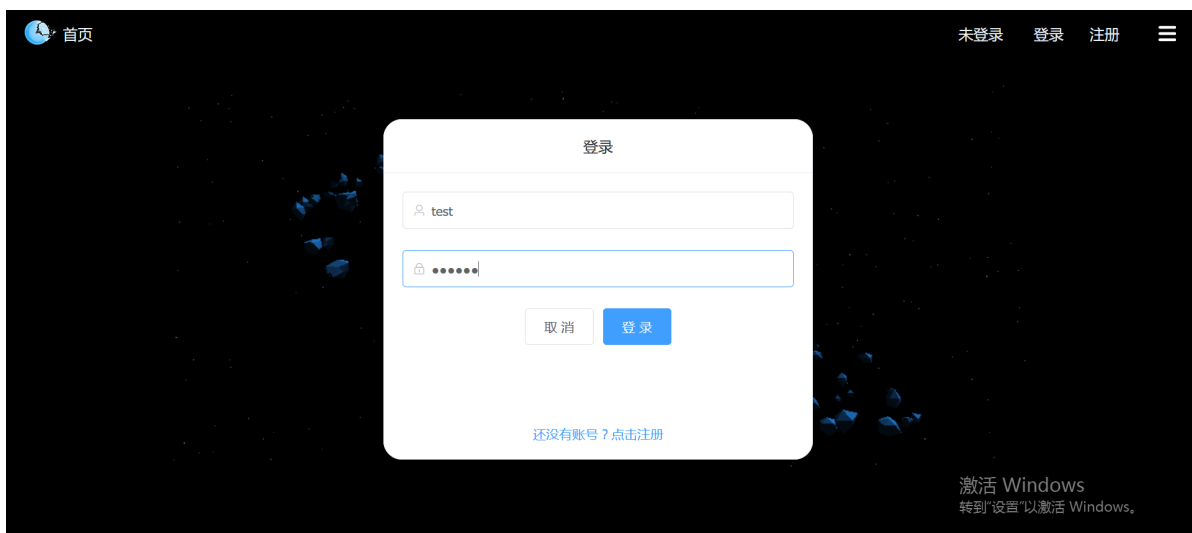 首页 未登录 登录 注册
登录
test
●●●●●●
取 消 登 录
还没有账号？点击注册
激活 Windows
转到"设置"以激活 Windows。